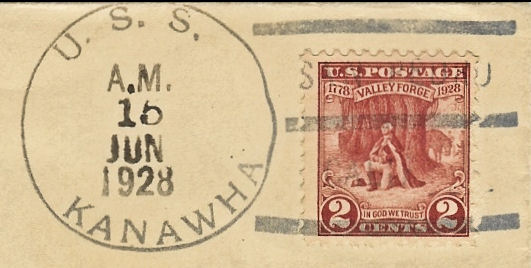 U. S. S.
A.M.
15
JUN
1928
KANAWHA
U.S. POSTAGE
1778 VALLEY FORGE 1928
IN GOD WE TRUST
2 CENTS 2